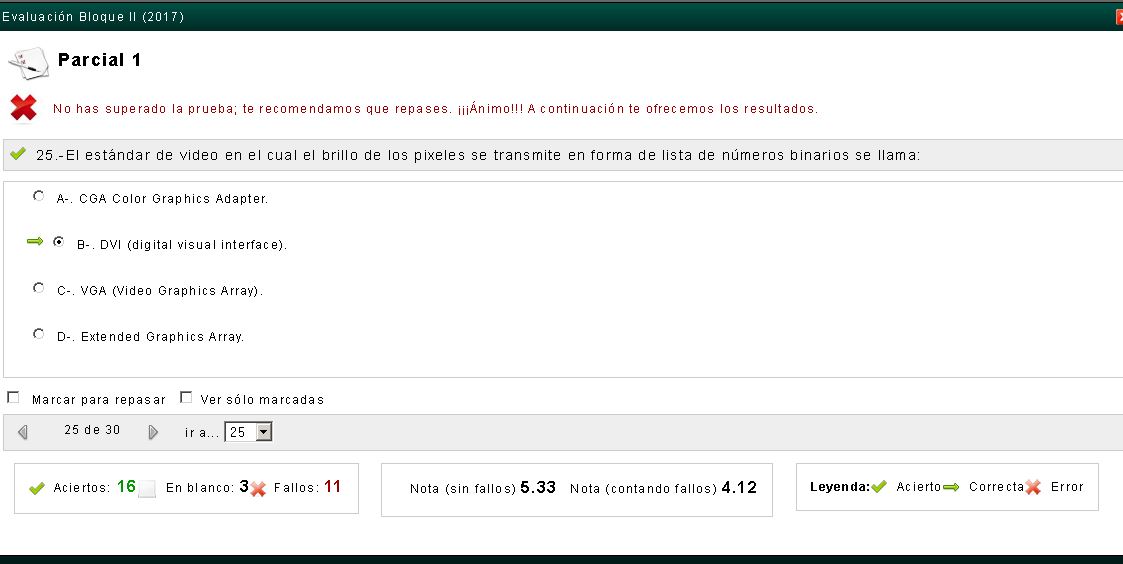 Evaluación Bloque II (2017)
Parcial 1
No has superado la prueba; te recomendamos que repases. ¡¡¡Ánimo!!! A continuación te ofrecemos los resultados.
25.-El estándar de video en el cual el brillo de los pixeles se transmite en forma de lista de números binarios se llama:
A-. CGA Color Graphics Adapter.
B-. DVI (digital visual interface).
C-. VGA (Video Graphics Array).
D-. Extended Graphics Array.
Marcar para repasar Ver sólo marcadas
25 de 30 ir a... 25
Aciertos: 16 En blanco: 3 Fallos: 11 Nota (sin fallos) 5.33 Nota (contando fallos) 4.12 Leyenda: Acierto Correcta Error